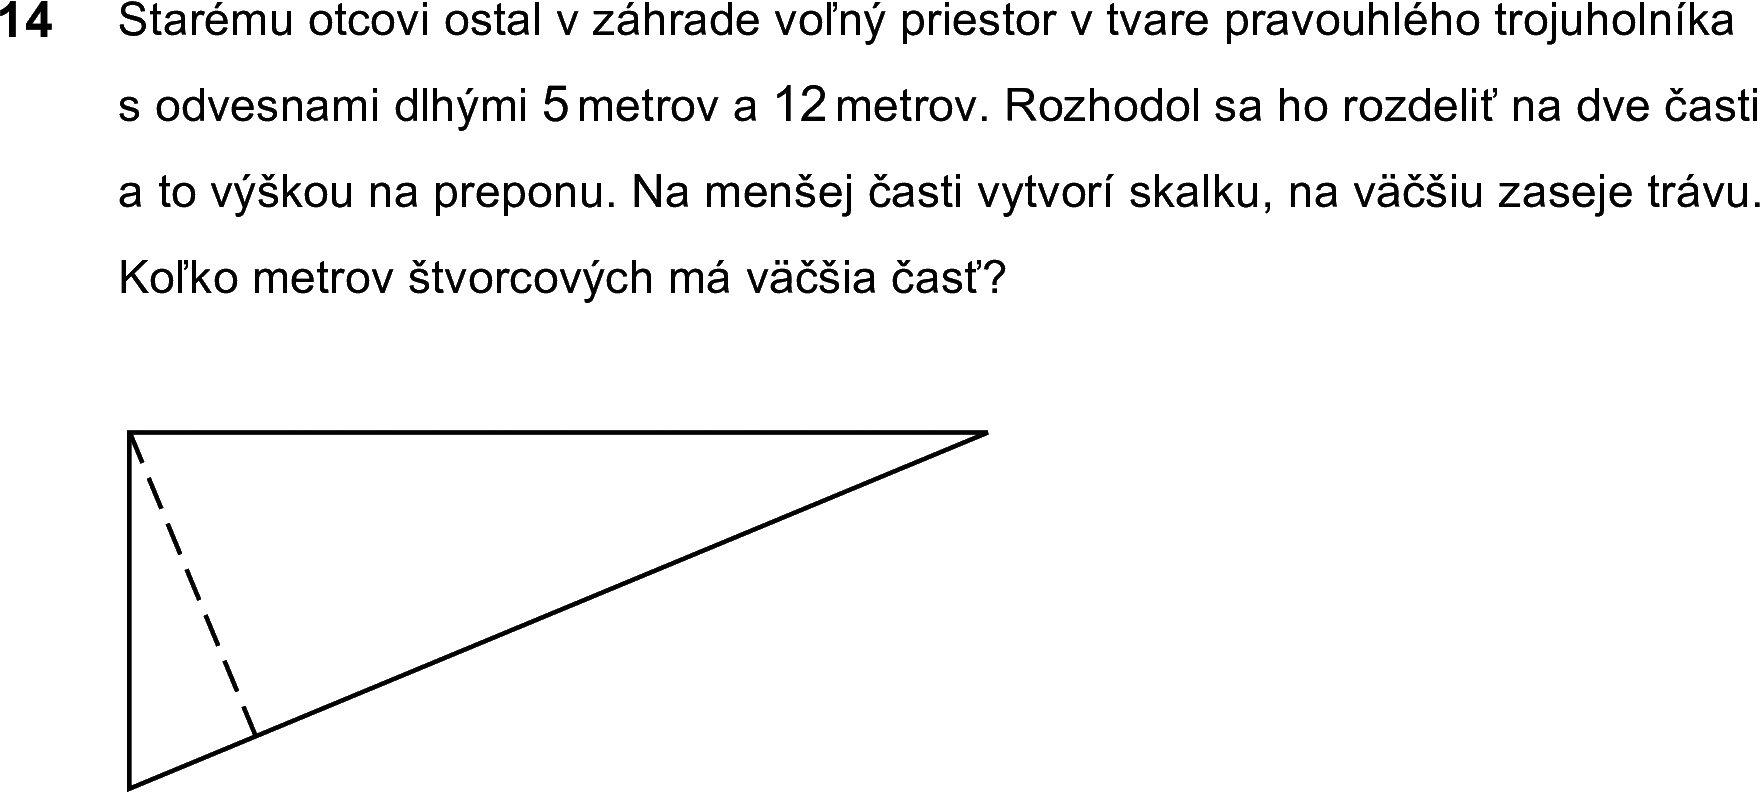 14 Starému otcovi ostal v záhrade voľný priestor v tvare pravouhlého trojuholníka
s odvesnami dlhými 5 metrov a 12 metrov. Rozhodol sa ho rozdeliť na dve časti
a to výškou na preponu. Na menšej časti vytvorí skalku, na väčšiu zaseje trávu.
Koľko metrov štvorcových má väčšia časť?